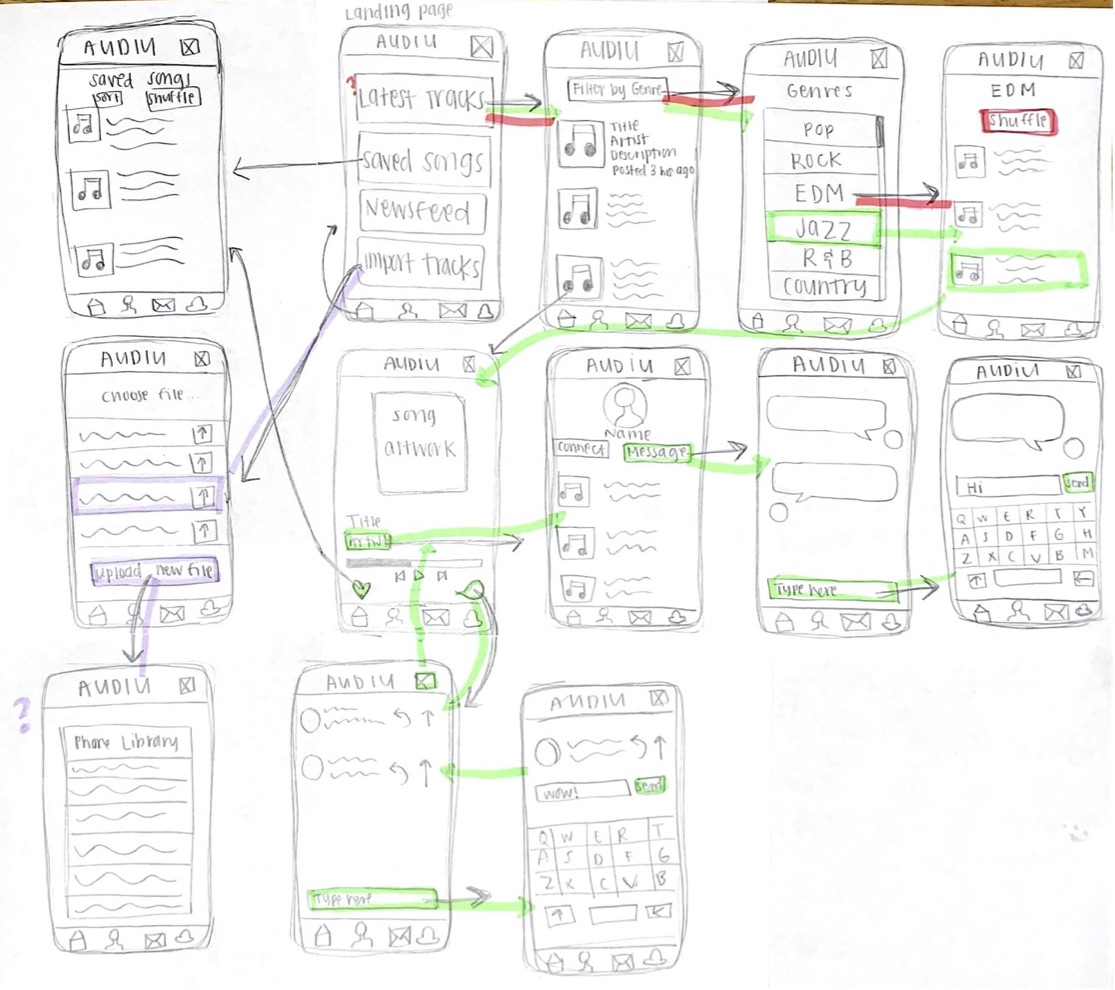 Landing page
AUDIU
saved songs
sort shuffle
AUDIU
?
Latest Tracks
saved songs
Newsfeed
import tracks
AUDIU
Filter by Genre
Title
Artist
Description
Posted 3 hr ago
AUDIU
Genres
POP
ROCK
EDM
Jazz
R & B
country
AUDIU
EDM
shuffle
AUDIU
choose file...
upload new file
AUDIU
song
artwork
Title
AUDIU
Name
connect Message
AUDIU
Type here
AUDIU
Hi send
Q W E R T Y
A S D F G H
Z X C V B M
?
AUDIU
Phone Library
AUDIU
Type here
AUDIU
wow! send
Q W E R T
A S D F G
Z X C V B